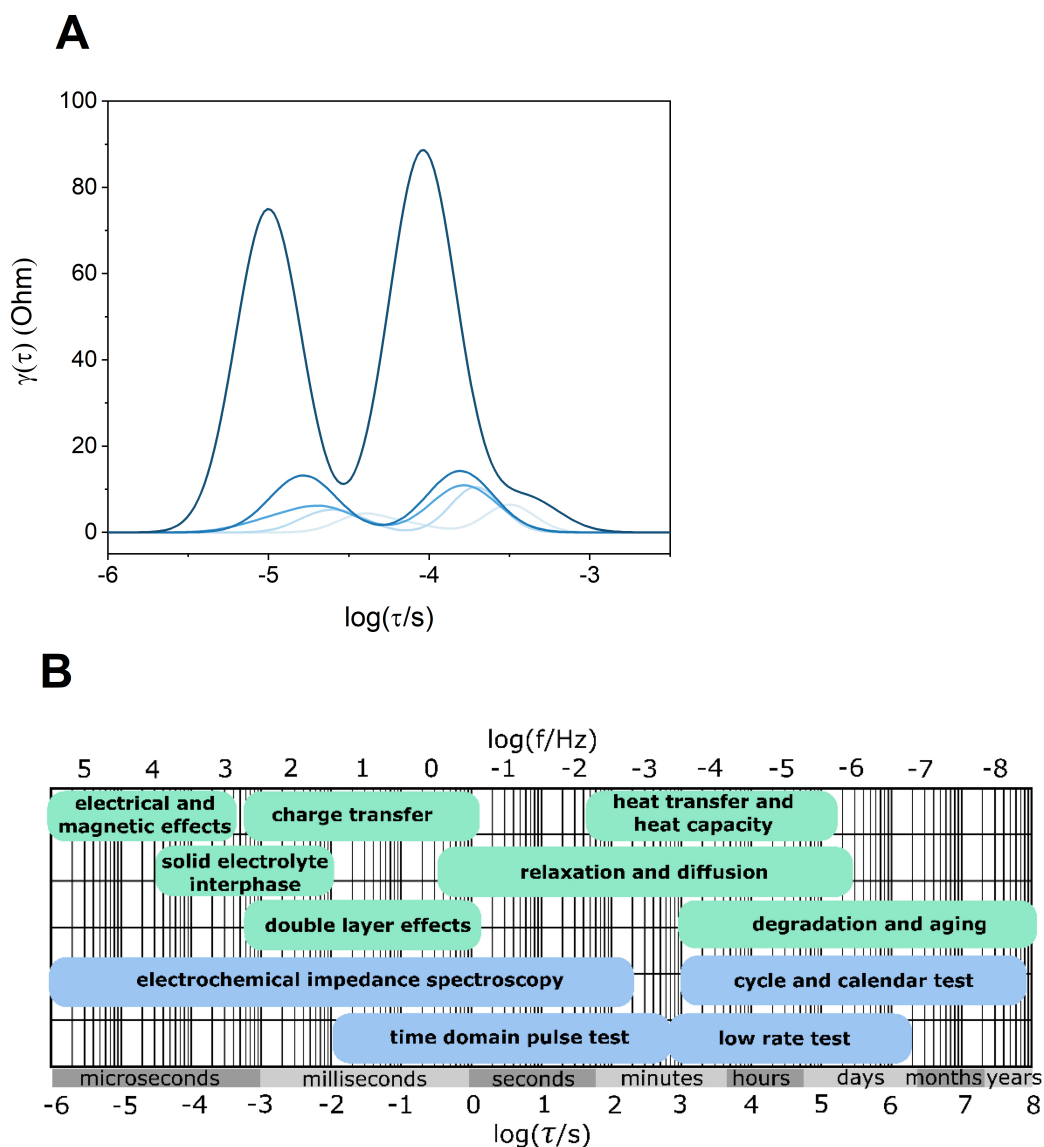 A
100
80
60
40
20
0
γ(τ) (Ohm)
-6 -5 -4 -3
log(τ/s)
B
log(f/Hz)
5 4 3 2 1 0 -1 -2 -3 -4 -5 -6 -7 -8
electrical and
magnetic effects
charge transfer
heat transfer and
heat capacity
solid electrolyte
interphase
relaxation and diffusion
double layer effects
degradation and aging
electrochemical impedance spectroscopy
cycle and calendar test
time domain pulse test
low rate test
microseconds milliseconds seconds minutes hours days months years
-6 -5 -4 -3 -2 -1 0 1 2 3 4 5 6 7 8
log(τ/s)